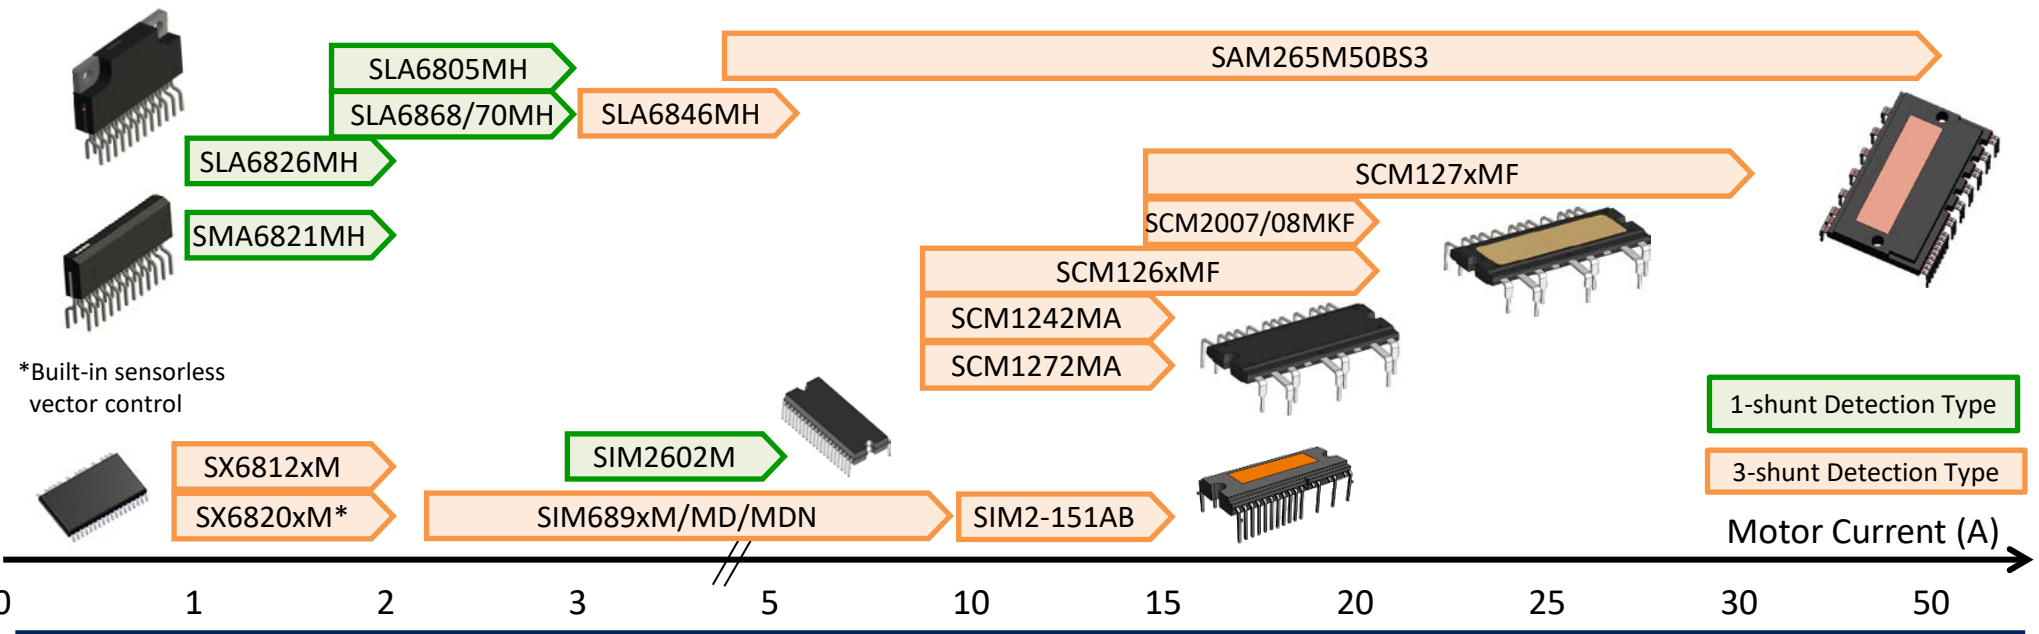 SLA6805MH
SAM265M50BS3
SLA6868/70MH
SLA6846MH
SLA6826MH
SCM127xMF
SMA6821MH
SCM2007/08MKF
SCM126xMF
SCM1242MA
SCM1272MA
*Built-in sensorless
vector control
1-shunt Detection Type
SIM2602M
SX6812xM
3-shunt Detection Type
SX6820xM*
SIM689xM/MD/MDN
SIM2-151AB
Motor Current (A)
0 1 2 3 5 10 15 20 25 30 50